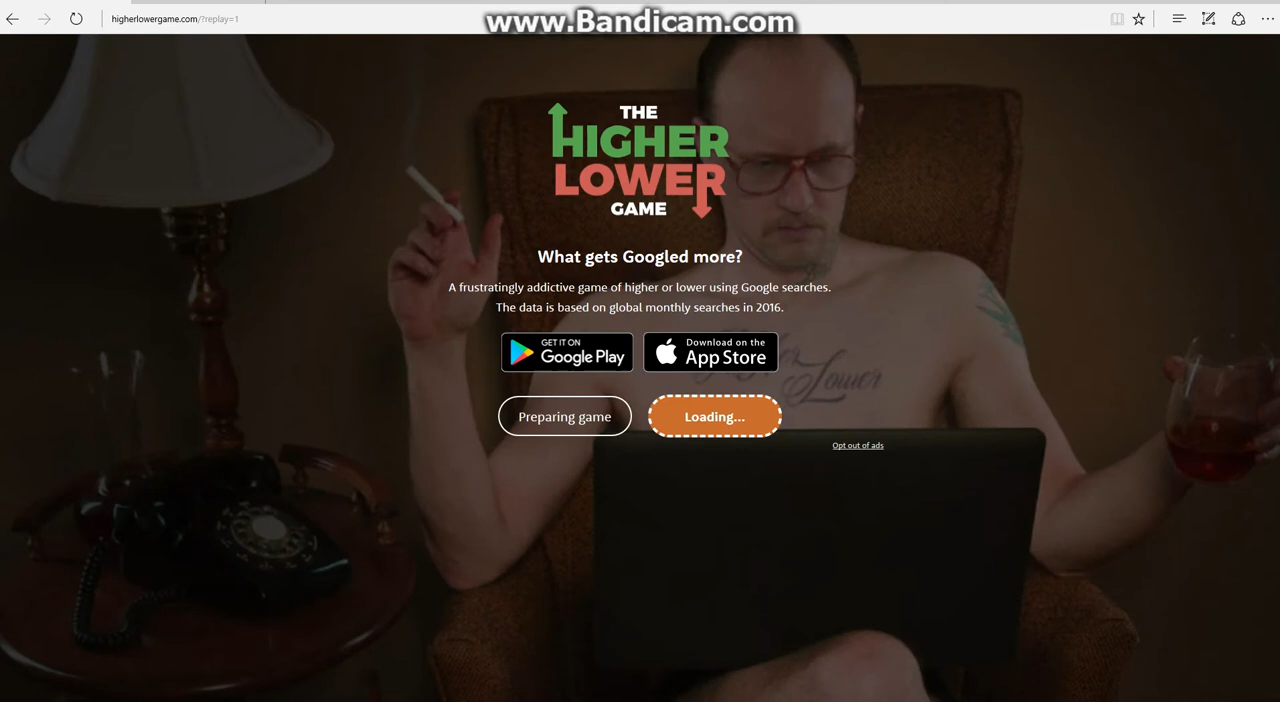 higherlowergame.com/?replay=1
www.Bandicam.com
THE
HIGHER
LOWER
GAME
What gets Googled more?
A frustratingly addictive game of higher or lower using Google searches.
The data is based on global monthly searches in 2016.
GET IT ON
Google Play
Download on the
App Store
Lower
Preparing game
Loading...
Opt out of ads